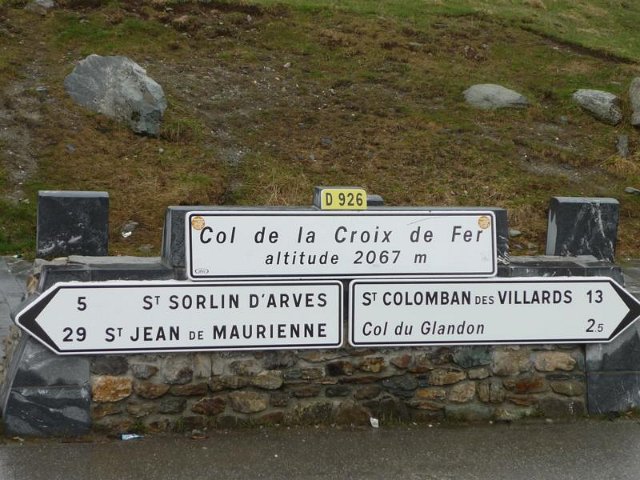 D 926
Col de la Croix de Fer
altitude 2067 m
5 ST SORLIN D'ARVES
29 ST JEAN DE MAURIENNE
ST COLOMBAN DES VILLARDS 13
Col du Glandon 2.5